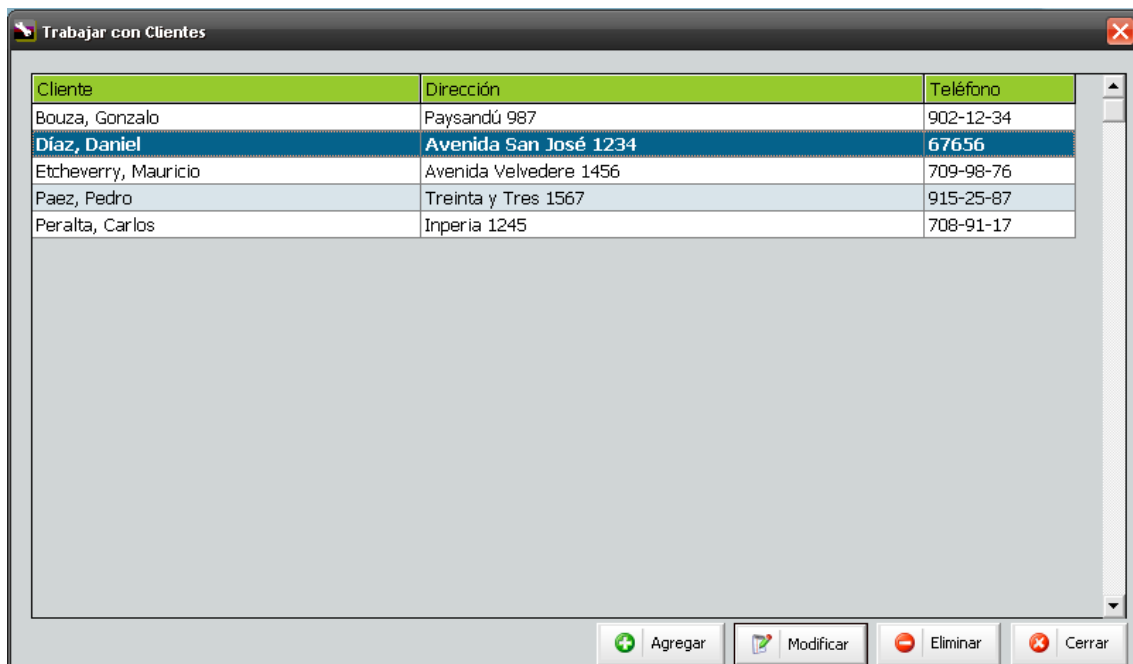 Trabajar con Clientes
Cliente Dirección Teléfono
Bouza, Gonzalo Paysandú 987 902-12-34
Díaz, Daniel Avenida San José 1234 67656
Etcheverry, Mauricio Avenida Velvedere 1456 709-98-76
Paez, Pedro Treinta y Tres 1567 915-25-87
Peralta, Carlos Inperia 1245 708-91-17
Agregar Modificar Eliminar Cerrar